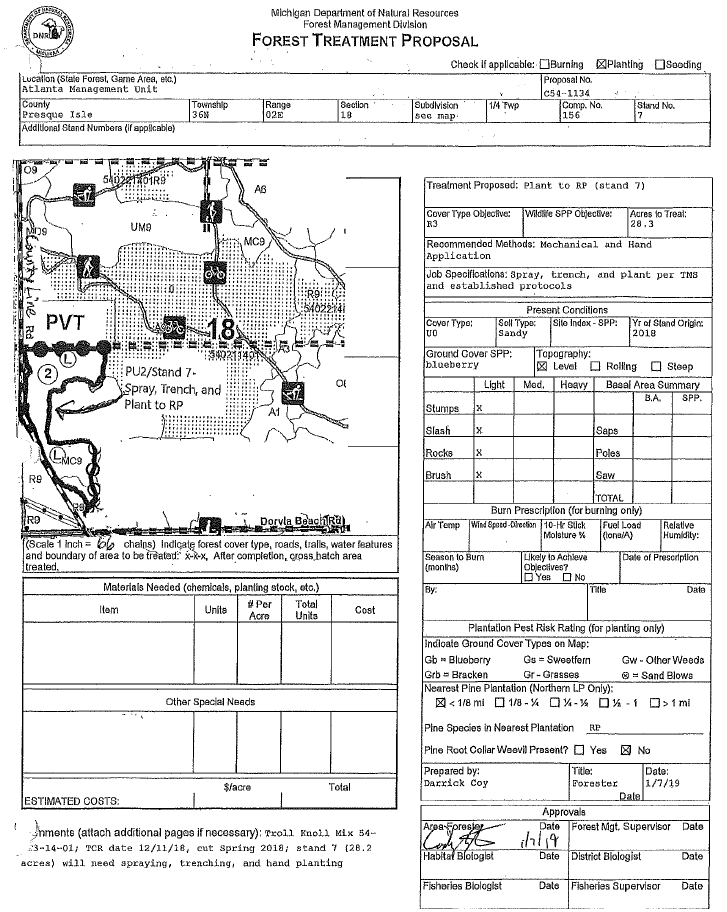 Michigan Department of Natural Resources
Forest Management Division
FOREST TREATMENT PROPOSAL
DNR
Check if applicable: ☐Burning ☒Planting ☐Seeding
Location (State Forest, Game Area, etc.)
Atlanta Management Unit
Proposal No.
C54-1134
County
Presque Isle
Township
36N
Range
02E
Section
18
Subdivision
see map
1/4 Twp
Comp. No.
156
Stand No.
7
Additional Stand Numbers (if applicable)
O9
540221401R9
A6
UM9
MD9
MC9
County Line Rd
0
R9
5402214
PVT
18
540211401
A3
L
2
PU2/Stand 7-
Spray, Trench, and
Plant to RP
A1
L
MC9
R9
R9
R9
Dorvia Beach Rd
(Scale 1 inch = 66 chains) Indicate forest cover type, roads, trails, water features
and boundary of area to be treated: x-x-x, After completion, cross hatch area
treated.
Materials Needed (chemicals, planting stock, etc.)
Item
Units
# Per
Acre
Total
Units
Cost
Other Special Needs
$/acre
Total
ESTIMATED COSTS:
nments (attach additional pages if necessary): Troll Knoll Mix 54-
3-14-01; TCR date 12/11/18, cut Spring 2018; stand 7 (28.2
acres) will need spraying, trenching, and hand planting
Treatment Proposed: Plant to RP (stand 7)
Cover Type Objective:
R3
Wildlife SPP Objective:
Acres to Treat:
28.3
Recommended Methods: Mechanical and Hand
Application
Job Specifications: Spray, trench, and plant per TMS
and established protocols
Present Conditions
Cover Type:
U0
Soil Type:
Sandy
Site Index - SPP:
Yr of Stand Origin:
2018
Ground Cover SPP:
blueberry
Topography:
☒ Level ☐ Rolling ☐ Steep
Light Med. Heavy Basal Area Summary
B.A. SPP.
Stumps X
Slash X Saps
Rocks X Poles
Brush X Saw
TOTAL
Burn Prescription (for burning only)
Air Temp
Wind Speed-Direction
10-Hr Stick
Moisture %
Fuel Load
(tons/A)
Relative
Humidity:
Season to Burn
(months)
Likely to Achieve
Objectives?
☐ Yes ☐ No
Date of Prescription
By: Title Date
Plantation Pest Risk Rating (for planting only)
Indicate Ground Cover Types on Map:
Gb = Blueberry Gs = Sweetfern Gw - Other Weeds
Grb = Bracken Gr - Grasses ⊗ = Sand Blows
Nearest Pine Plantation (Northern LP Only):
☒ < 1/8 mi ☐ 1/8 - ¼ ☐ ¼ - ½ ☐ ½ - 1 ☐ > 1 mi
Pine Species in Nearest Plantation RP
Pine Root Collar Weevil Present? ☐ Yes ☒ No
Prepared by:
Darrick Coy
Title:
Forester
Date:
1/7/19
Date
Approvals
Area Forester Date
1/7/19
Forest Mgt. Supervisor Date
Habitat Biologist Date
District Biologist Date
Fisheries Biologist Date
Fisheries Supervisor Date